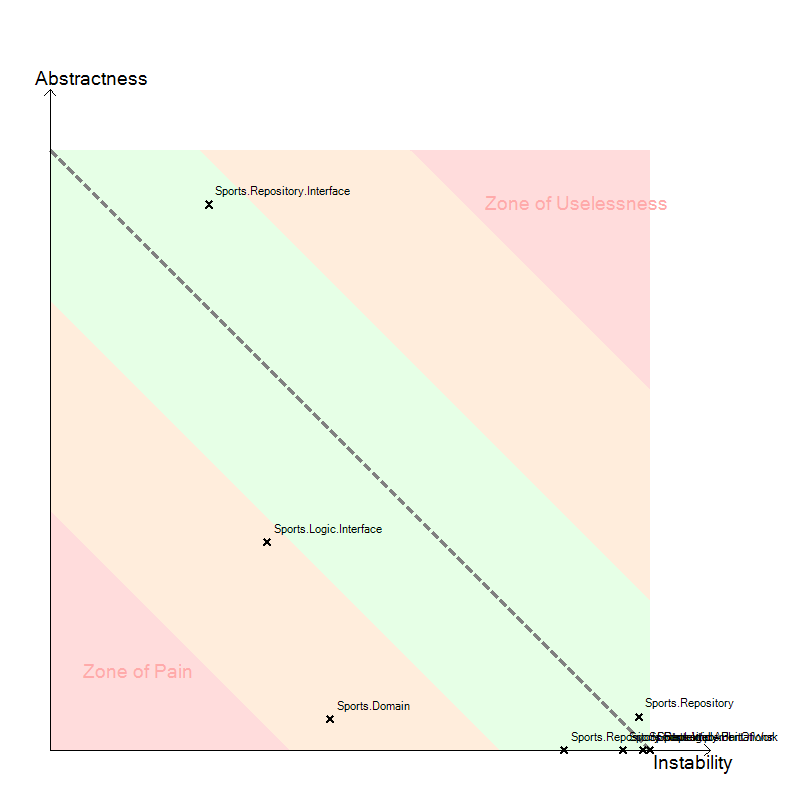 Abstractness
Sports.Repository.Interface
Zone of Uselessness
Sports.Logic.Interface
Zone of Pain
Sports.Domain
Sports.Repository
Instability